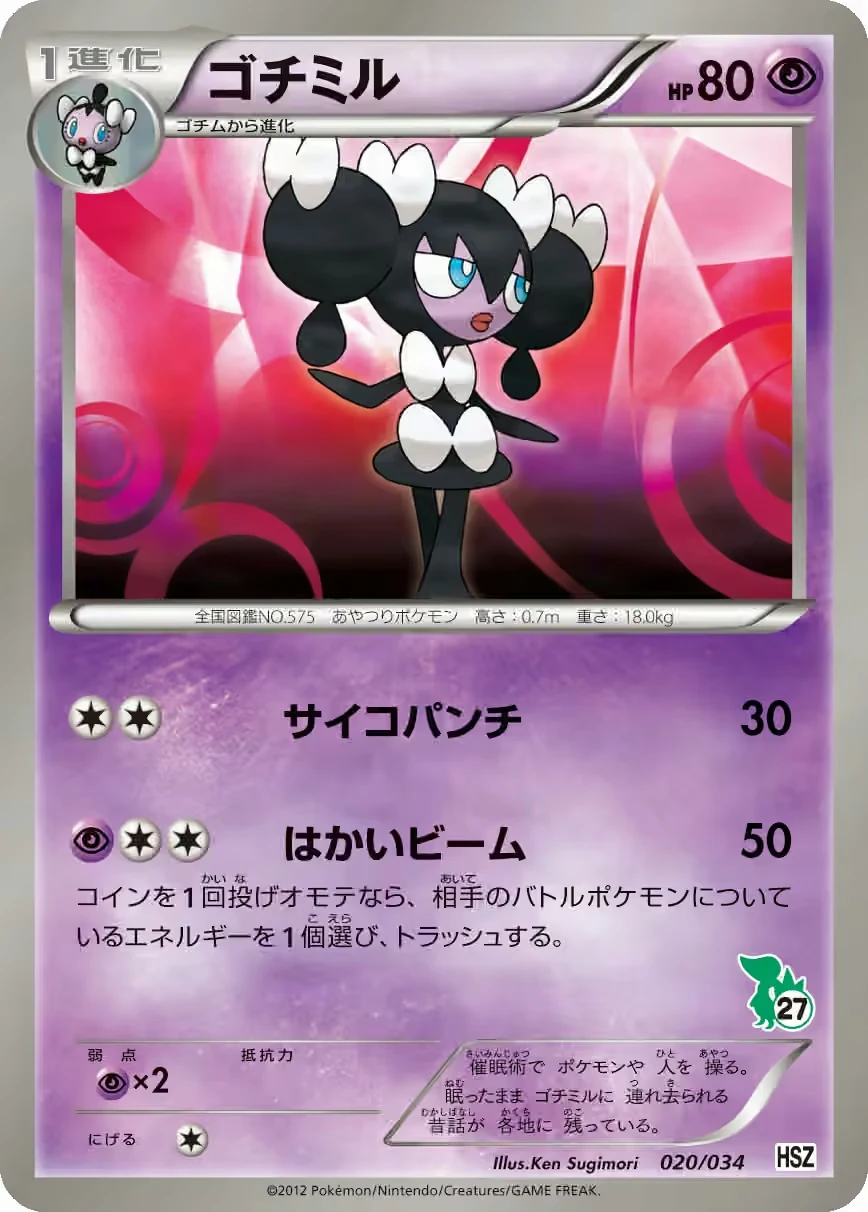 1進化
ゴチミル
HP80
ゴチムから進化
全国図鑑NO.575 あやつりポケモン 高さ：0.7m 重さ：18.0kg
サイコパンチ 30
はかいビーム 50
コインを1回投げオモテなら、相手のバトルポケモンについて
いるエネルギーを1個選び、トラッシュする。
27
弱点 抵抗力
×2
にげる
催眠術で ポケモンや 人を 操る。
眠ったまま ゴチミルに 連れ去られる
昔話が 各地に 残っている。
Illus.Ken Sugimori 020/034 HSZ
©2012 Pokémon/Nintendo/Creatures/GAME FREAK.